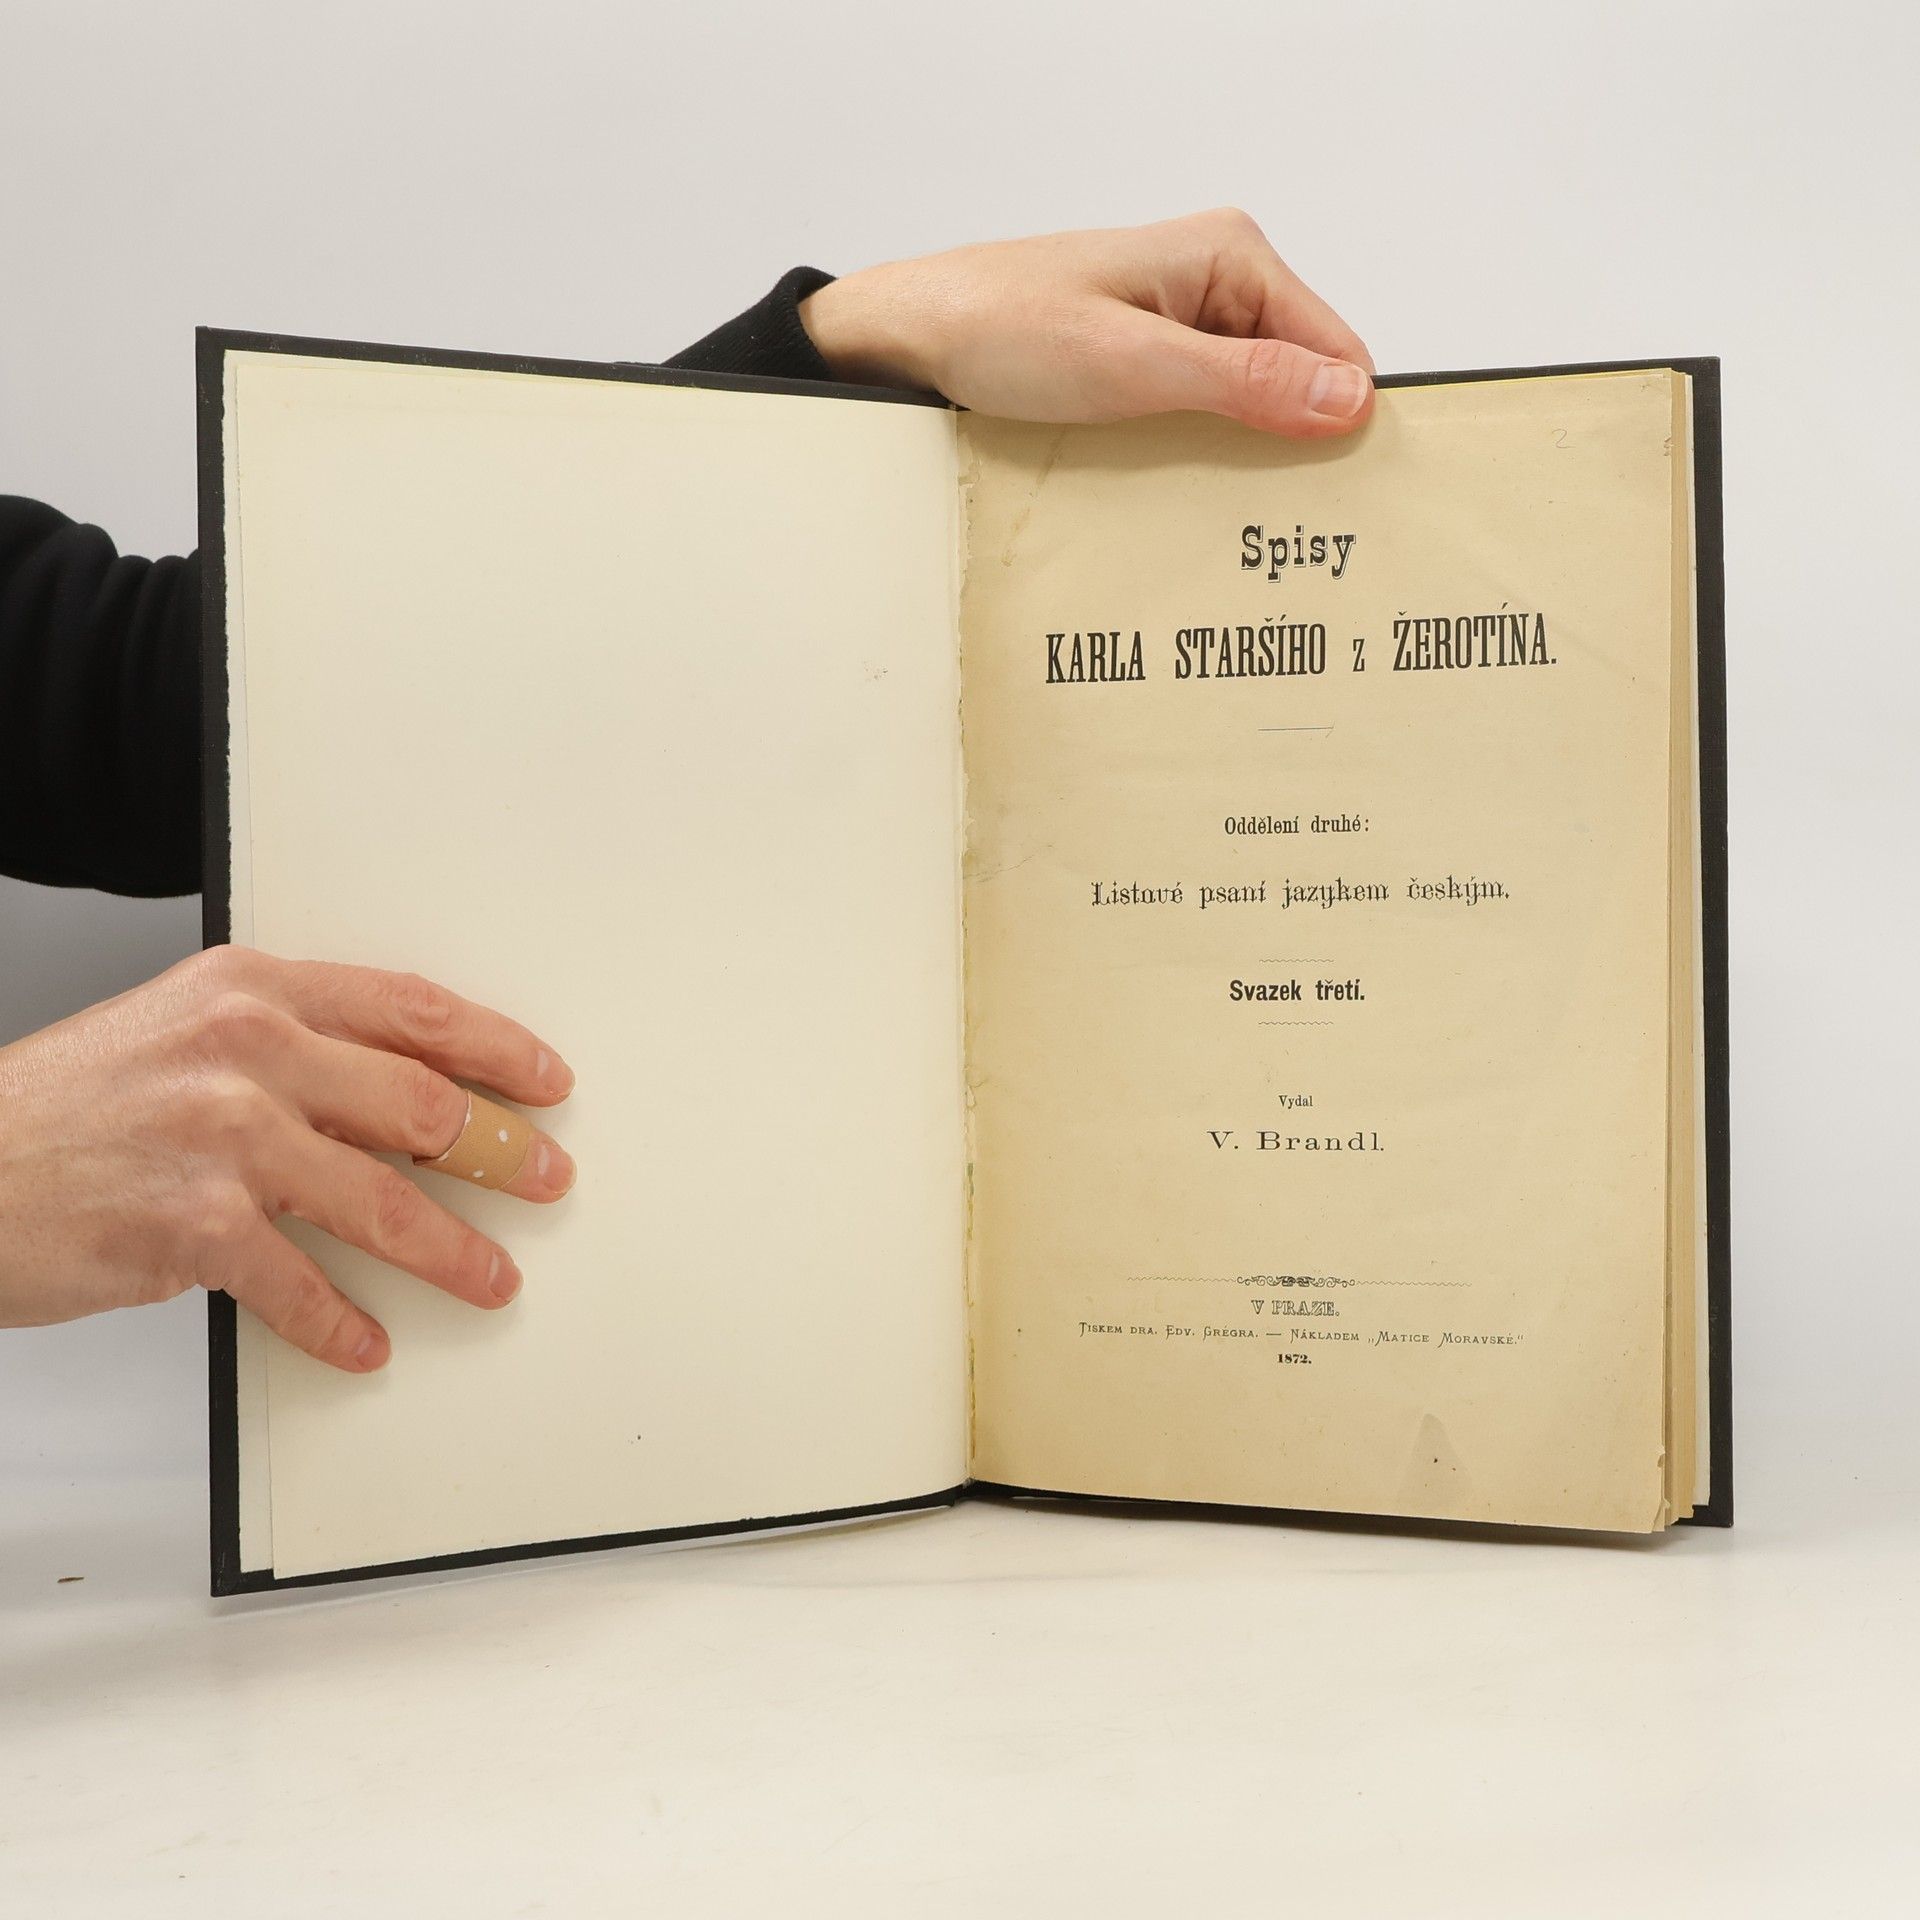 2
Spisy
KARLA STARŠÍHO z ŽEROTÍNA.
Oddělení druhé:
Listové psaní jazykem českým.
Svazek třetí.
Vydal
V. Brandl.
V PRAZE.
TISKEM DRA. EDV. GRÉGRA. — NÁKLADEM „MATICE MORAVSKÉ.“
1872.